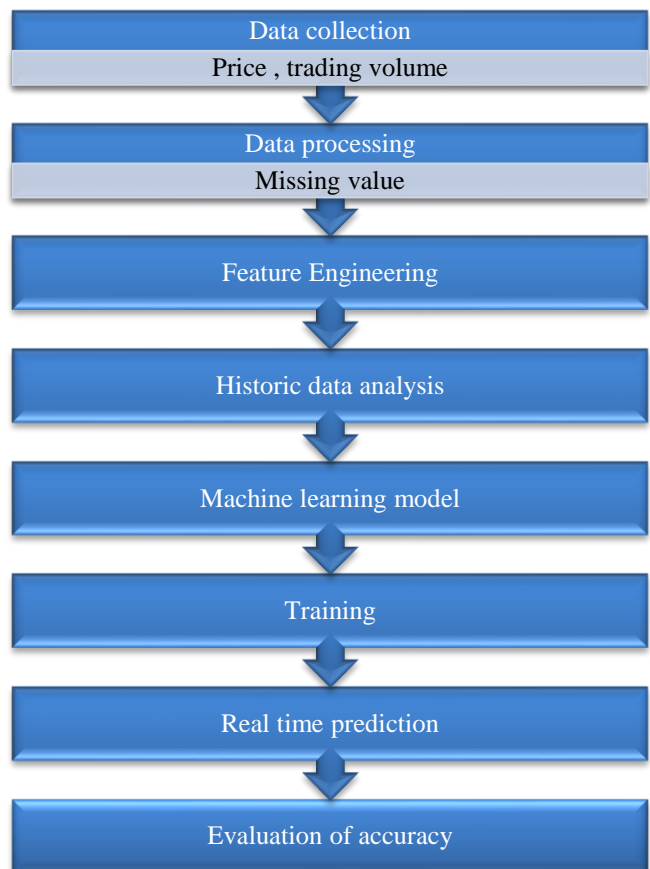 Data collection
Price , trading volume
Data processing
Missing value
Feature Engineering
Historic data analysis
Machine learning model
Training
Real time prediction
Evaluation of accuracy